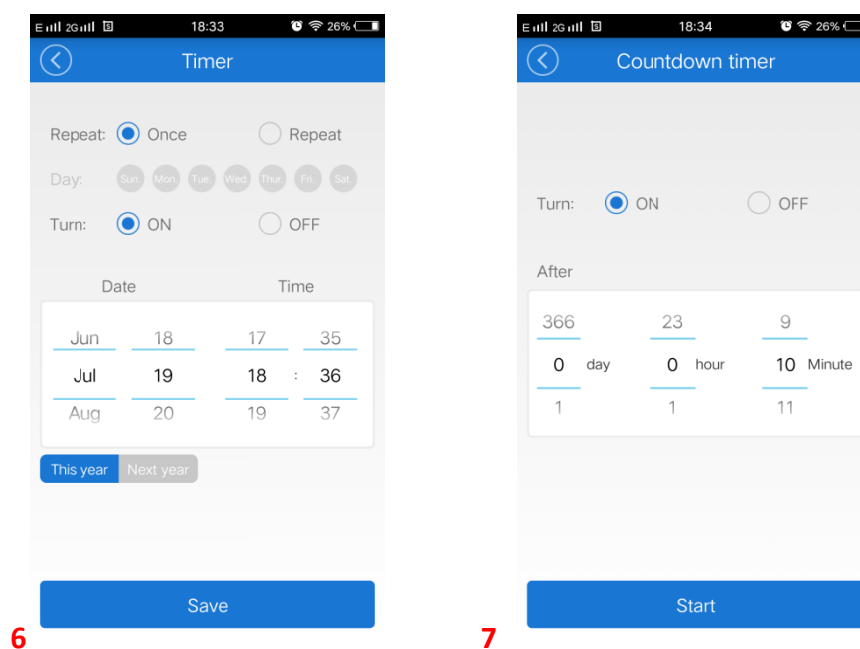 E 2G 18:33 26%
Timer
Repeat: Once Repeat
Day: Sun. Mon. Tue. Wed. Thur. Fri. Sat.
Turn: ON OFF
Date Time
Jun 18 17 35
Jul 19 18 : 36
Aug 20 19 37
This year Next year
Save
6
E 2G 18:34 26%
Countdown timer
Turn: ON OFF
After
366 23 9
0 day 0 hour 10 Minute
1 1 11
Start
7